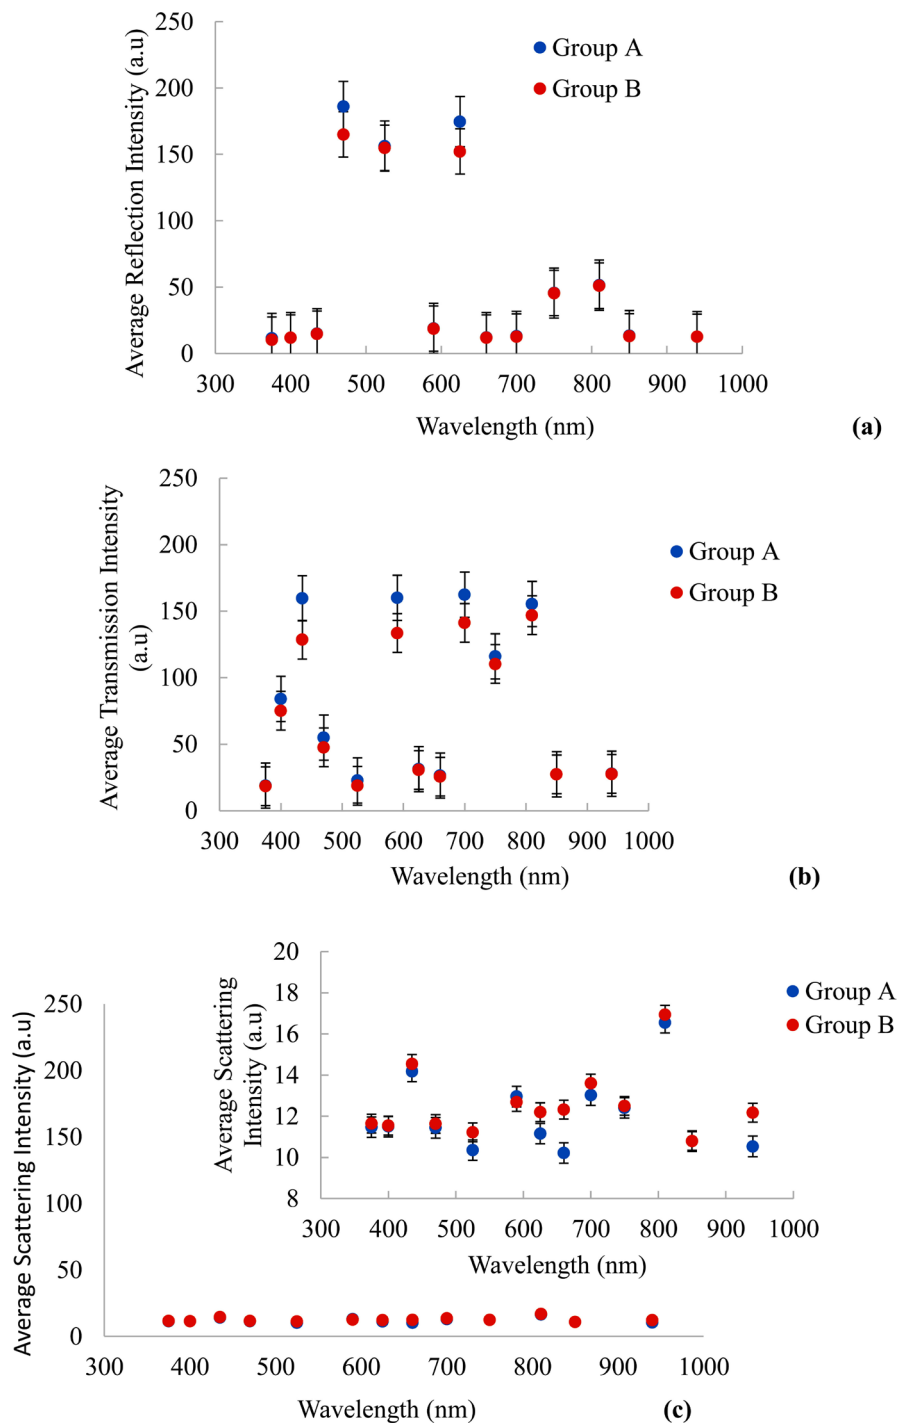 250
200
150
100
50
0
Average Reflection Intensity (a.u)
Group A
Group B
300 400 500 600 700 800 900 1000
Wavelength (nm)
(a)
250
200
150
100
50
0
Average Transmission Intensity
(a.u)
Group A
Group B
300 400 500 600 700 800 900 1000
Wavelength (nm)
(b)
20
18
16
14
12
10
8
Average Scattering
Intensity (a.u)
Group A
Group B
300 400 500 600 700 800 900 1000
Wavelength (nm)
250
200
150
100
50
0
Average Scattering Intensity (a.u)
300 400 500 600 700 800 900 1000
Wavelength (nm)
(c)